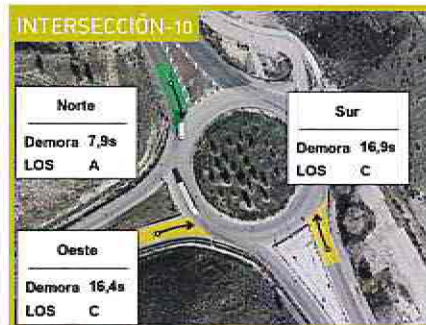 INTERSECCIÓN-10
Norte
Demora 7,9s
LOS A
Sur
Demora 16,9s
LOS C
Oeste
Demora 16,4s
LOS C